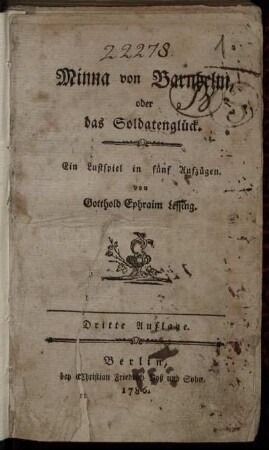 22278.
1.
Minna von Barnhelm,
oder
das Soldatenglück.
Ein Lustspiel in fünf Aufzügen.
von
Gotthold Ephraim Lessing.
Dritte Auflage.
Berlin,
bey Christian Friedrich Voß und Sohn.